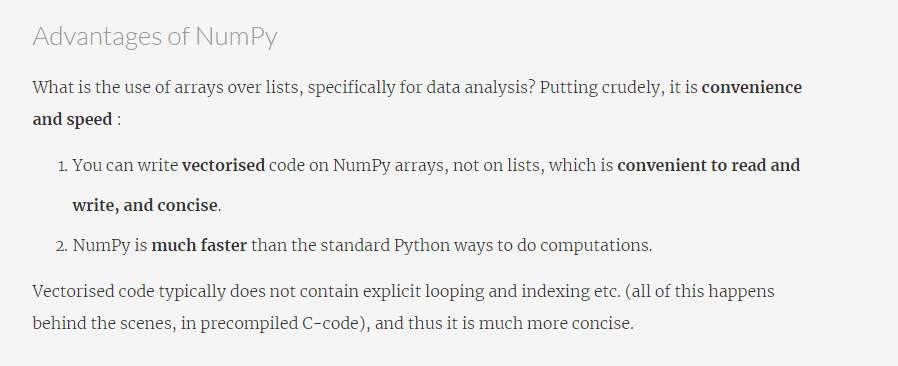 Advantages of NumPy
What is the use of arrays over lists, specifically for data analysis? Putting crudely, it is convenience
and speed :
1. You can write vectorised code on NumPy arrays, not on lists, which is convenient to read and
write, and concise.
2. NumPy is much faster than the standard Python ways to do computations.
Vectorised code typically does not contain explicit looping and indexing etc. (all of this happens
behind the scenes, in precompiled C-code), and thus it is much more concise.